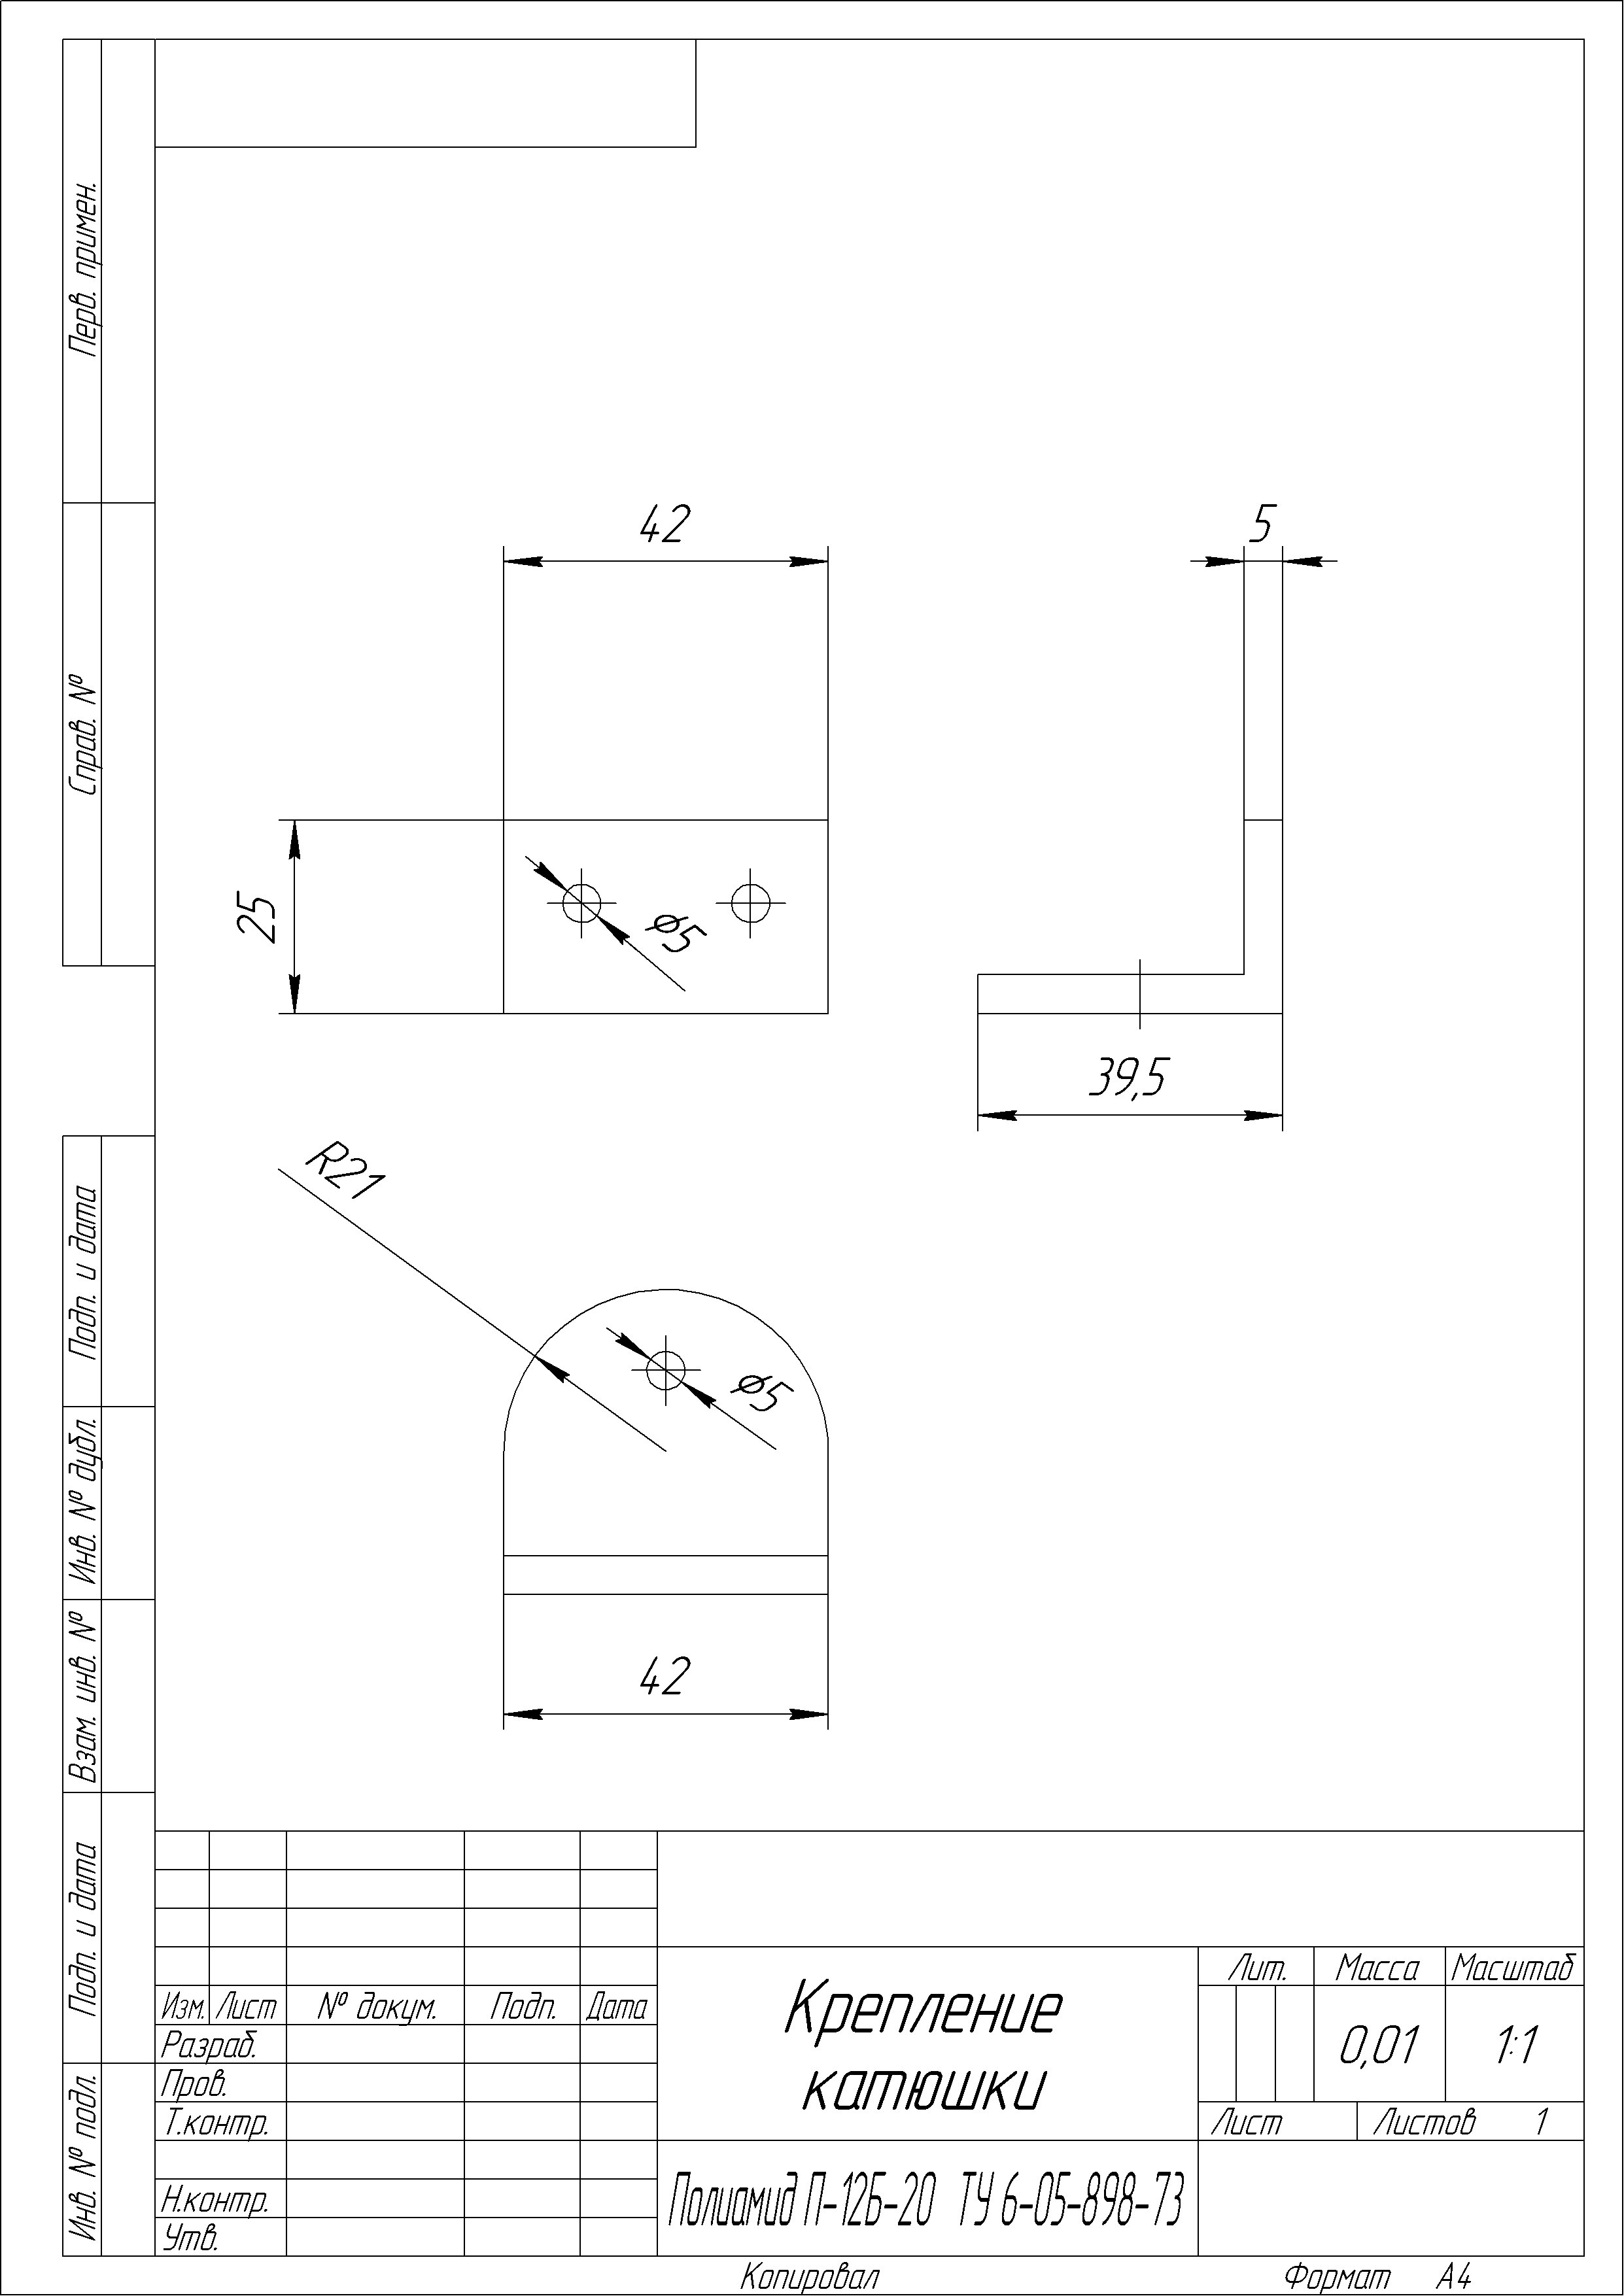 Перв. примен.
Справ. №
Подп. и дата
Инв. № дубл.
Взам. инв. №
Подп. и дата
Инв. № подл.
42
5
25
⌀5
39,5
R21
⌀5
42
Изм. Лист № докум. Подп. Дата
Разраб.
Пров.
Т.контр.
Н.контр.
Утв.
Крепление
катюшки
Полиамид П-12Б-20 ТУ 6-05-898-73
Лит. Масса Масштаб
0,01 1:1
Лист Листов 1
Копировал Формат А4